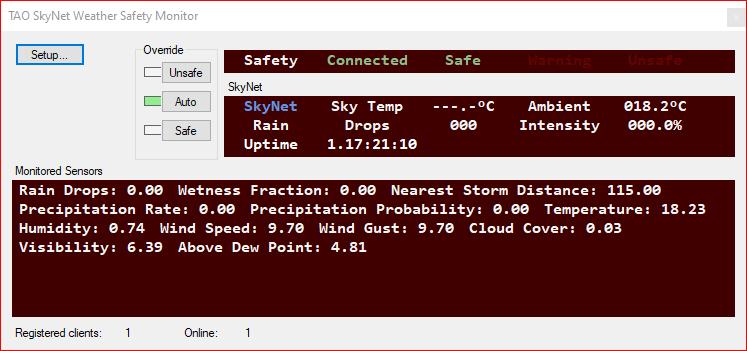 TAO SkyNet Weather Safety Monitor
Setup...
Override
Unsafe
Auto
Safe
Safety Connected Safe Warning Unsafe
SkyNet
SkyNet Sky Temp ---.-ºC Ambient 018.2ºC
Rain Drops 000 Intensity 000.0%
Uptime 1.17:21:10
Monitored Sensors
Rain Drops: 0.00 Wetness Fraction: 0.00 Nearest Storm Distance: 115.00
Precipitation Rate: 0.00 Precipitation Probability: 0.00 Temperature: 18.23
Humidity: 0.74 Wind Speed: 9.70 Wind Gust: 9.70 Cloud Cover: 0.03
Visibility: 6.39 Above Dew Point: 4.81
Registered clients: 1 Online: 1